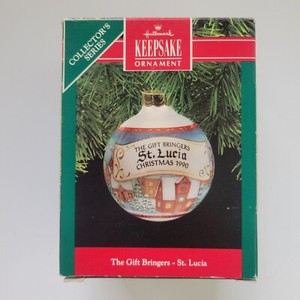 COLLECTOR'S
SERIES
Hallmark
KEEPSAKE
ORNAMENT
THE GIFT BRINGERS
St. Lucia
CHRISTMAS 1990
The Gift Bringers - St. Lucia